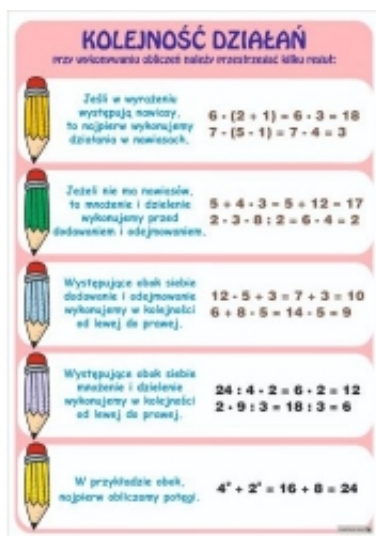 KOLEJNOŚĆ DZIAŁAŃ
przy wykonywaniu obliczeń należy przestrzegać kilku reguł:
Jeśli w wyrażeniu
występują nawiasy,
to najpierw wykonujemy
działania w nawiasach.
6 · (2 + 1) = 6 · 3 = 18
7 - (5 - 1) = 7 - 4 = 3
Jeżeli nie ma nawiasów,
to mnożenie i dzielenie
wykonujemy przed
dodawaniem i odejmowaniem.
5 + 4 · 3 = 5 + 12 = 17
2 · 3 - 8 : 2 = 6 - 4 = 2
Występujące obok siebie
dodawanie i odejmowanie
wykonujemy w kolejności
od lewej do prawej.
12 - 5 + 3 = 7 + 3 = 10
6 + 8 - 5 = 14 - 5 = 9
Występujące obok siebie
mnożenie i dzielenie
wykonujemy w kolejności
od lewej do prawej.
24 : 4 · 2 = 6 · 2 = 12
2 · 9 : 3 = 18 : 3 = 6
W przykładzie obok,
najpierw obliczamy potęgi.
4² + 2³ = 16 + 8 = 24